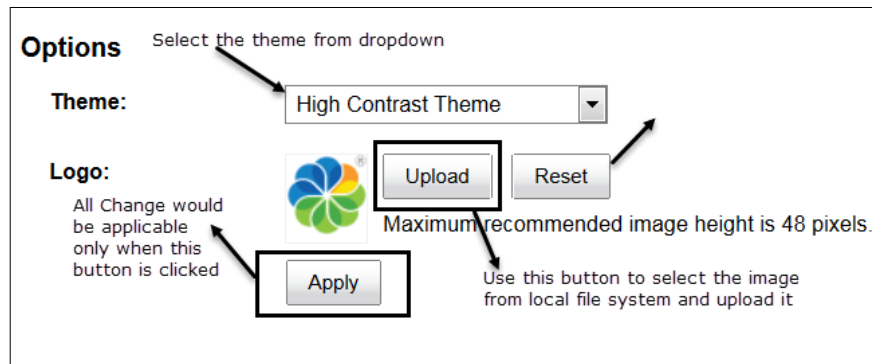 Options
Select the theme from dropdown
Theme:
High Contrast Theme
Logo:
®
Upload
Reset
Maximum recommended image height is 48 pixels.
All Change would
be applicable
only when this
button is clicked
Apply
Use this button to select the image
from local file system and upload it